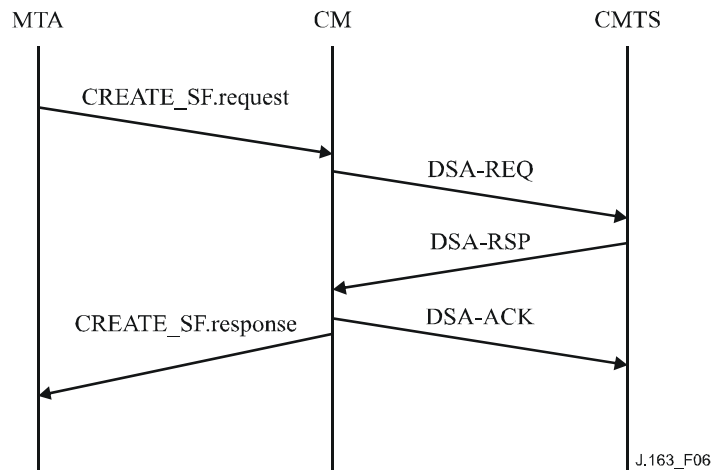 MTA CM CMTS
CREATE_SF.request
DSA-REQ
DSA-RSP
DSA-ACK
CREATE_SF.response
J.163_F06